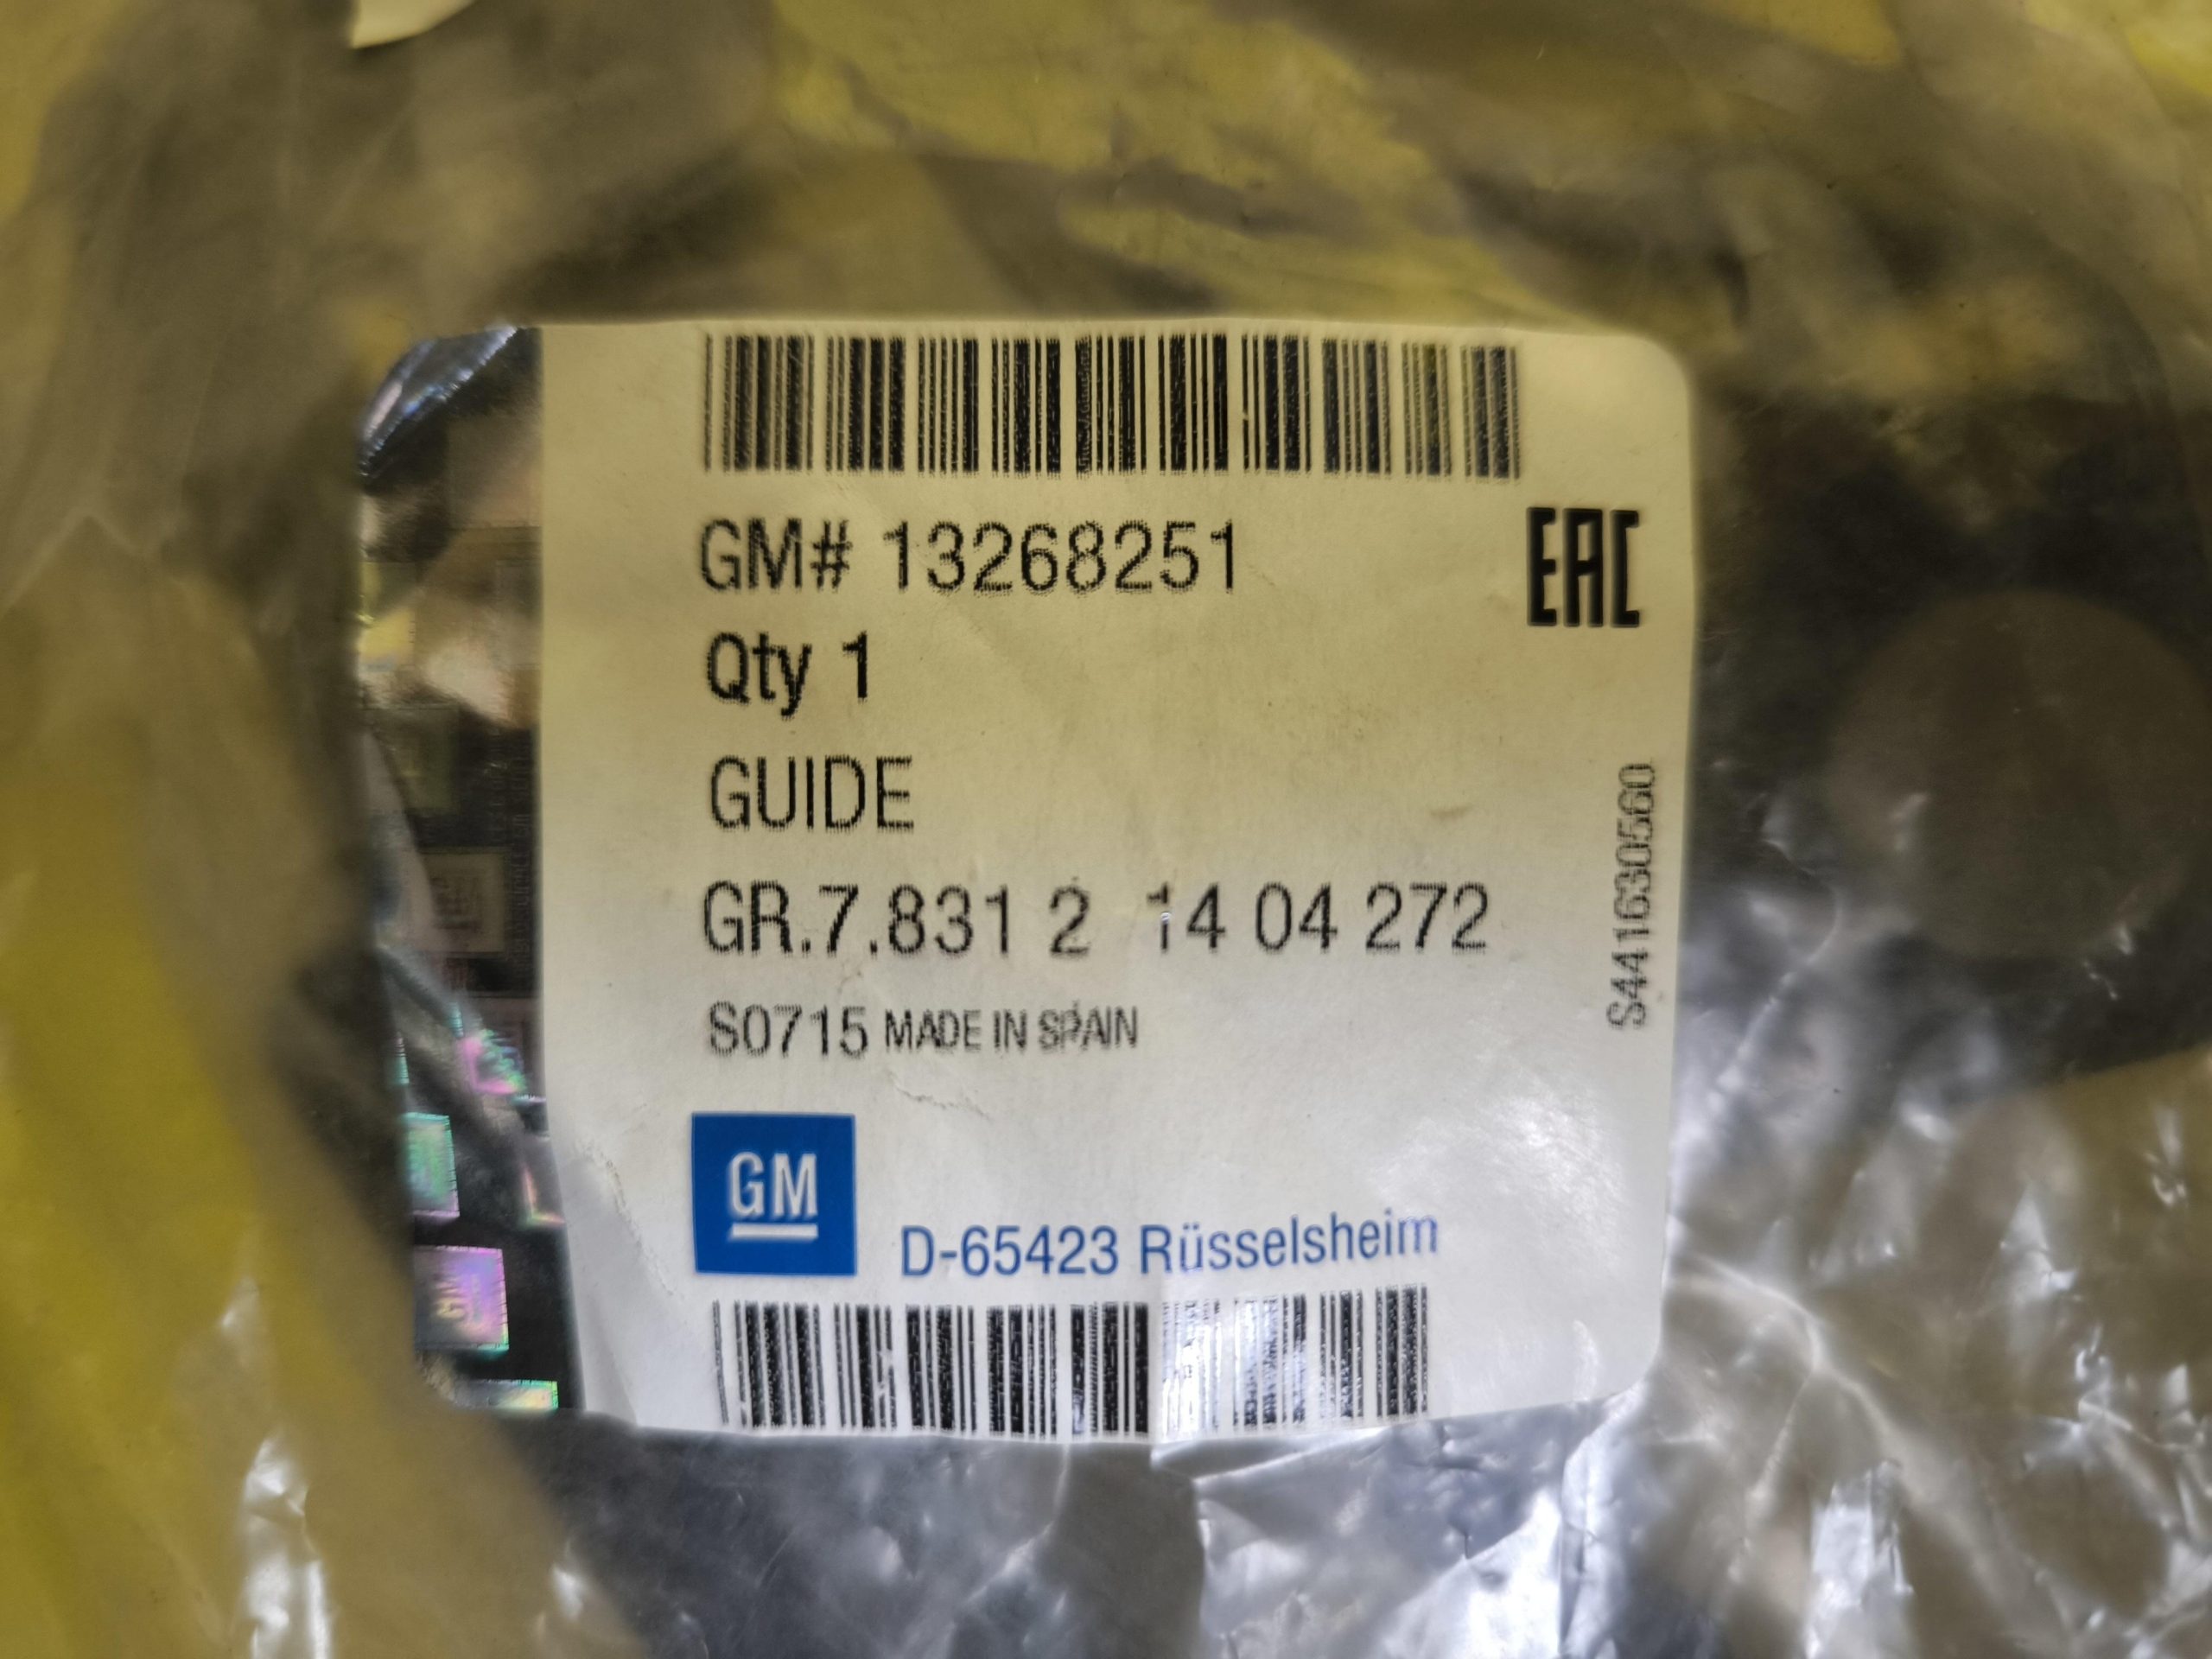 GM# 13268251
EAC
Qty 1
GUIDE
GR.7.831 2 14 04 272
S0715 MADE IN SPAIN
S441630560
GM
D-65423 Rüsselsheim
GM